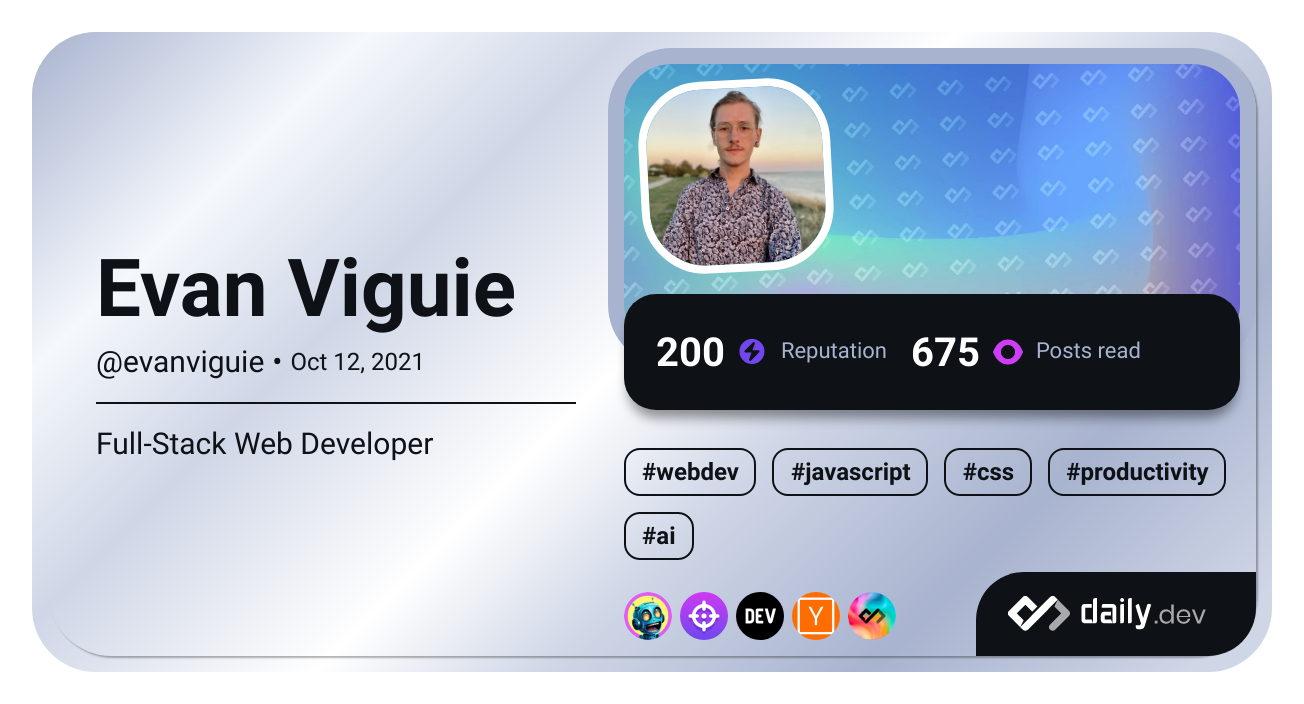 Evan Viguie
@evanviguie • Oct 12, 2021
Full-Stack Web Developer
200 Reputation 675 Posts read
#webdev #javascript #css #productivity
#ai
DEV Y
daily.dev